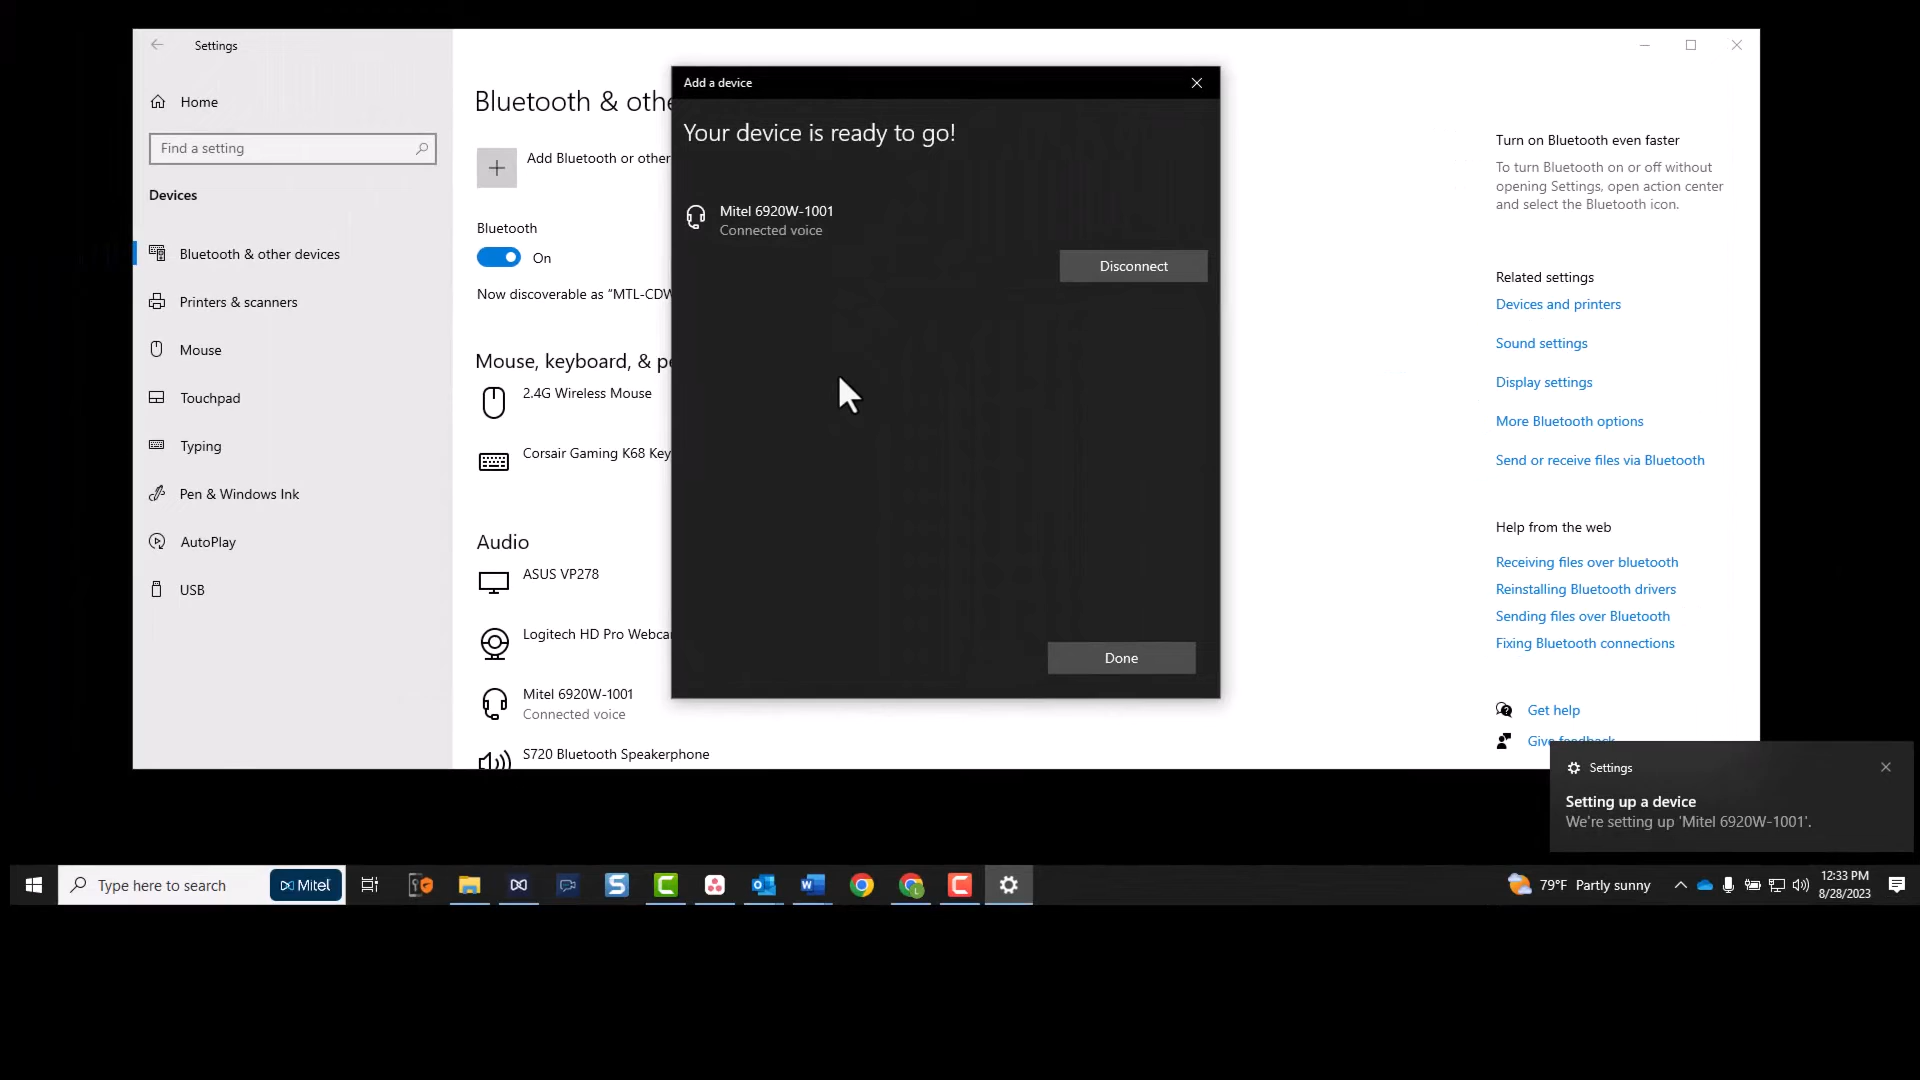 Settings
Home
Find a setting
Devices
Bluetooth & other devices
Printers & scanners
Mouse
Touchpad
Typing
Pen & Windows Ink
AutoPlay
USB
Bluetooth & othe
Add Bluetooth or other
Bluetooth
On
Now discoverable as “MTL-CDW
Mouse, keyboard, & pe
2.4G Wireless Mouse
Corsair Gaming K68 Key
Audio
ASUS VP278
Logitech HD Pro Webca
Mitel 6920W-1001
Connected voice
S720 Bluetooth Speakerphone
Add a device
Your device is ready to go!
Mitel 6920W-1001
Connected voice
Disconnect
Done
Turn on Bluetooth even faster
To turn Bluetooth on or off without
opening Settings, open action center
and select the Bluetooth icon.
Related settings
Devices and printers
Sound settings
Display settings
More Bluetooth options
Send or receive files via Bluetooth
Help from the web
Receiving files over bluetooth
Reinstalling Bluetooth drivers
Sending files over Bluetooth
Fixing Bluetooth connections
Get help
Give feedback
Settings
Setting up a device
We're setting up 'Mitel 6920W-1001'.
Type here to search
Mitel
79°F Partly sunny
12:33 PM
8/28/2023